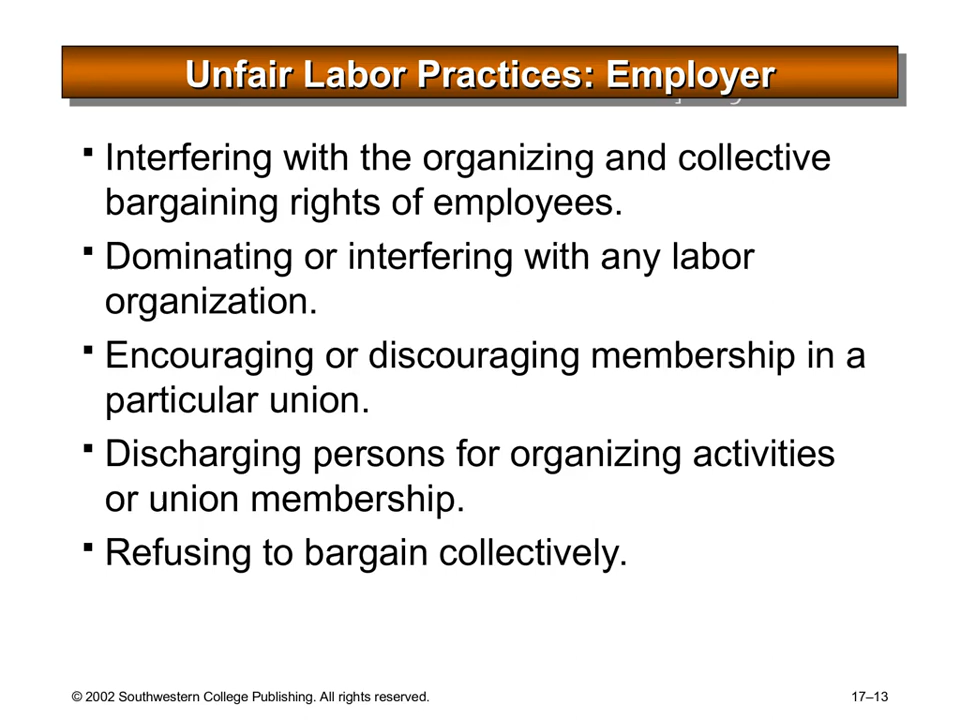 Unfair Labor Practices: Employer
▪ Interfering with the organizing and collective
bargaining rights of employees.
▪ Dominating or interfering with any labor
organization.
▪ Encouraging or discouraging membership in a
particular union.
▪ Discharging persons for organizing activities
or union membership.
▪ Refusing to bargain collectively.
© 2002 Southwestern College Publishing. All rights reserved.
17–13